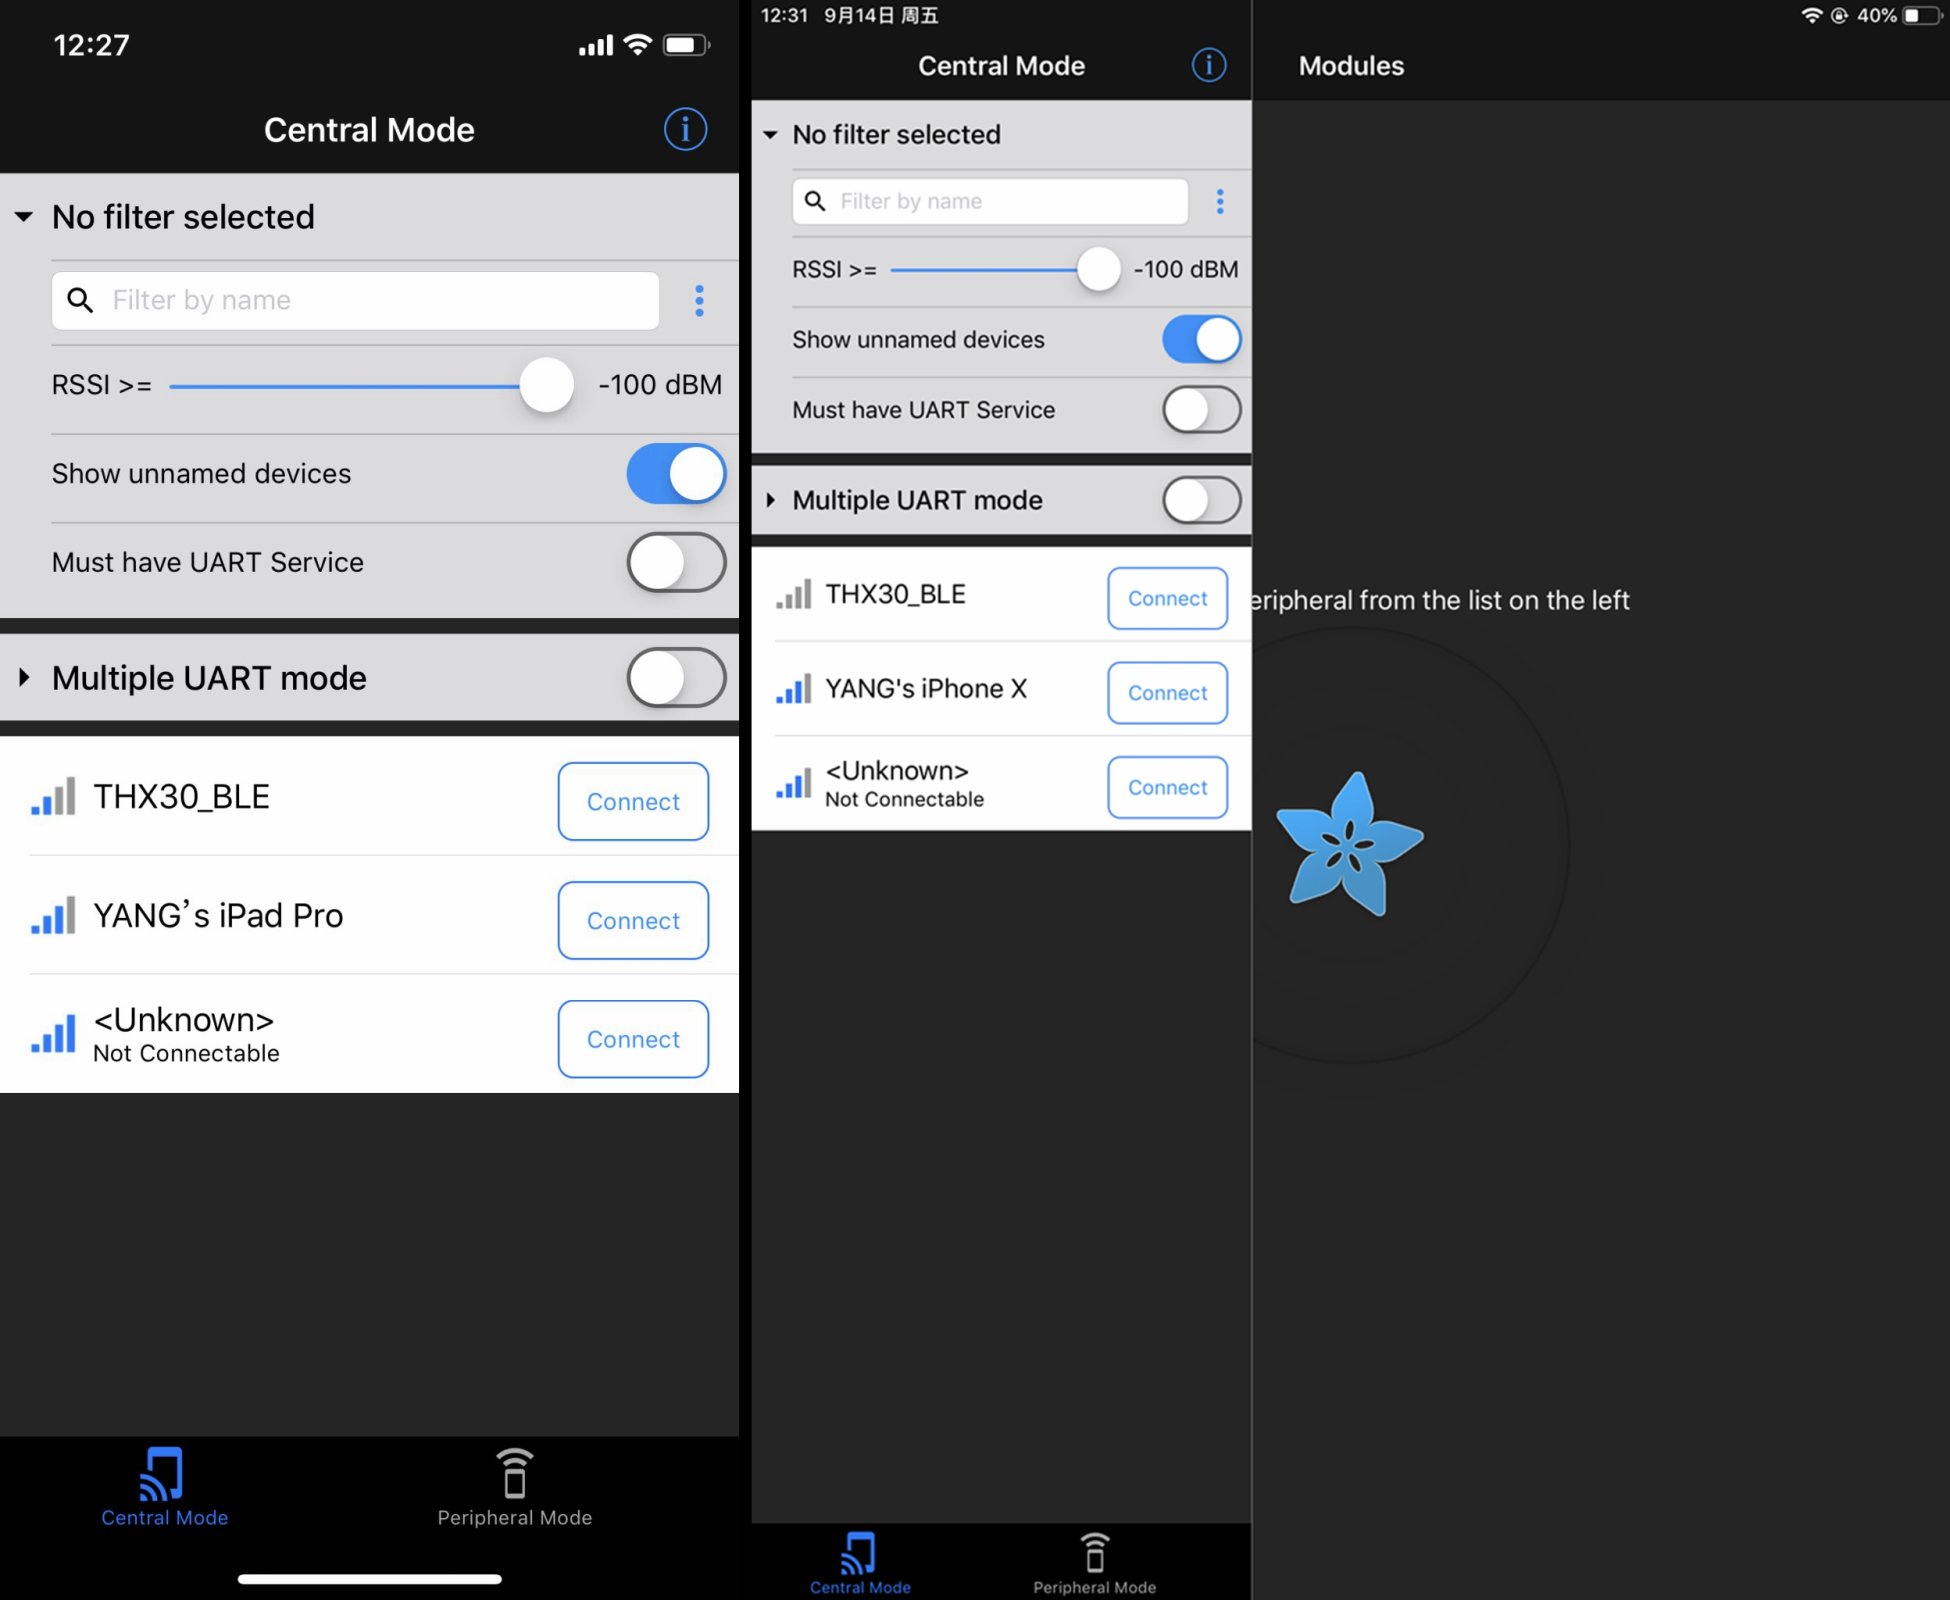 12:27
Central Mode
No filter selected
Filter by name
RSSI >= -100 dBM
Show unnamed devices
Must have UART Service
Multiple UART mode
THX30_BLE Connect
YANG’s iPad Pro Connect
<Unknown>
Not Connectable
Connect
Central Mode Peripheral Mode
12:31 9月14日 周五 40%
Central Mode
No filter selected
Filter by name
RSSI >= -100 dBM
Show unnamed devices
Must have UART Service
Multiple UART mode
THX30_BLE Connect
YANG's iPhone X Connect
<Unknown>
Not Connectable
Connect
Central Mode Peripheral Mode
Modules
eripheral from the list on the left